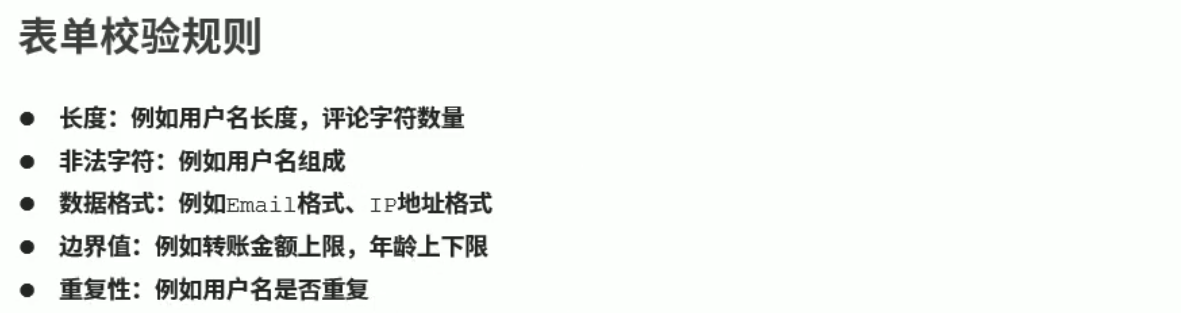 表单校验规则
● 长度：例如用户名长度，评论字符数量
● 非法字符：例如用户名组成
● 数据格式：例如Email格式、IP地址格式
● 边界值：例如转账金额上限，年龄上下限
● 重复性：例如用户名是否重复